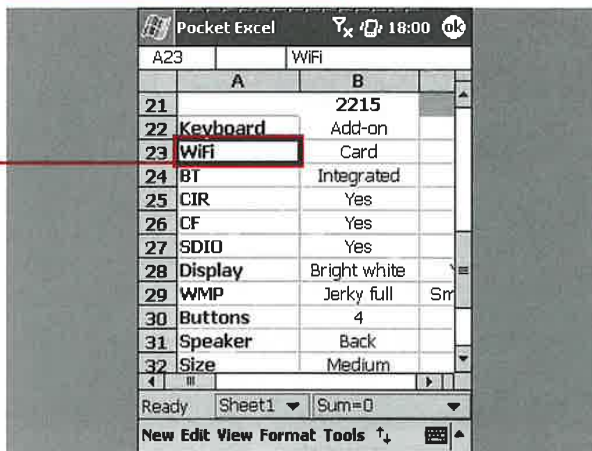 Pocket Excel 18:00 ok
A23 WiFi
A B
21 2215
22 Keyboard Add-on
23 WiFi Card
24 BT Integrated
25 CIR Yes
26 CF Yes
27 SDIO Yes
28 Display Bright white
29 WMP Jerky full Sm
30 Buttons 4
31 Speaker Back
32 Size Medium
Ready Sheet1 Sum=0
New Edit View Format Tools